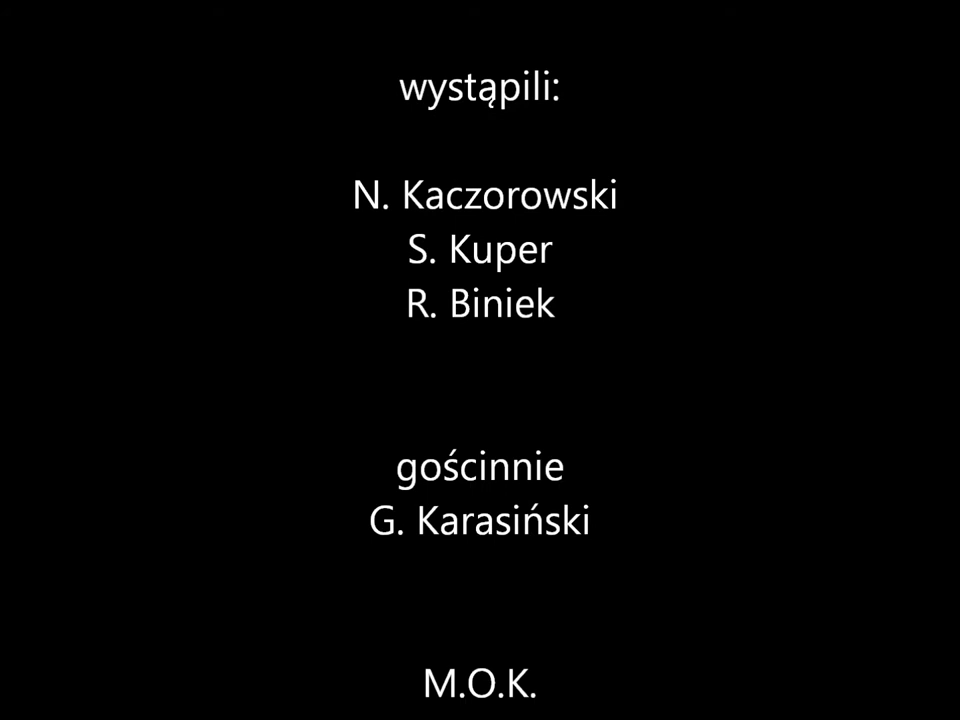 wystąpili:
N. Kaczorowski
S. Kuper
R. Biniek
gościnnie
G. Karasiński
M.O.K.